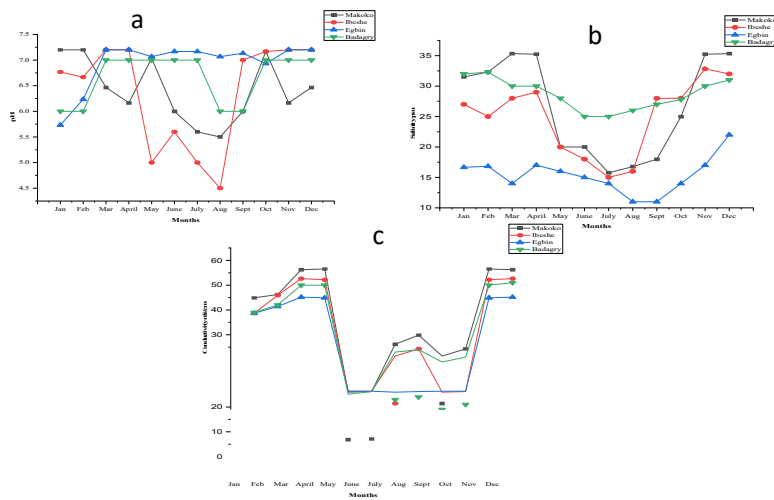 a
Makoko
Ibeshe
Egbin
Badagry
7.5
7.0
6.5
6.0
5.5
5.0
4.5
pH
Jan Feb Mar April May June July Aug Sept Oct Nov Dec
Months
b
Makoko
Ibeshe
Egbin
Badagry
35
30
25
20
15
10
Jan Feb Mar April May June July Aug Sept Oct Nov Dec
Months
c
Makoko
Ibeshe
Egbin
Badagry
60
50
40
30
20
10
0
Jan Feb Mar April May June July Aug Sept Oct Nov Dec
Months